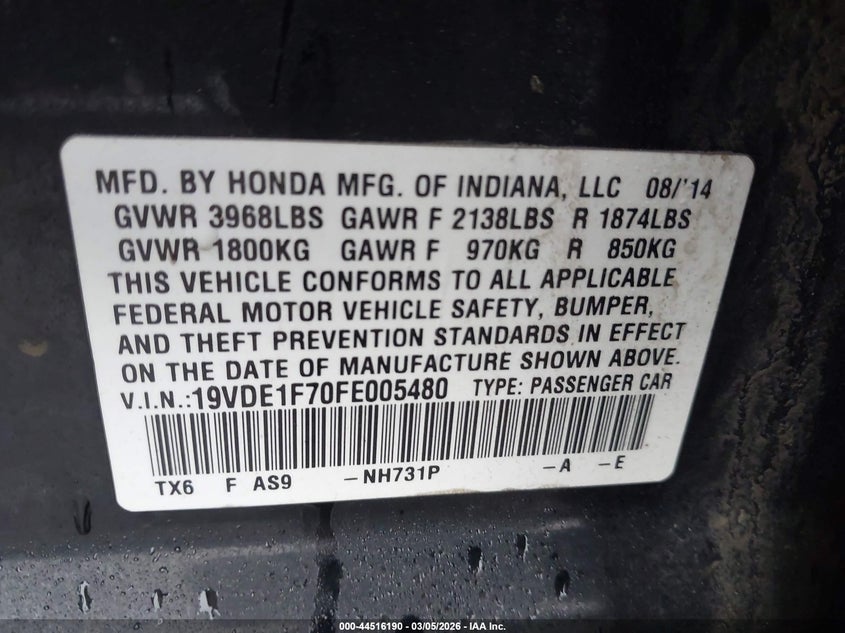 MFD. BY HONDA MFG. OF INDIANA, LLC 08/'14
GVWR 3968LBS GAWR F 2138LBS R 1874LBS
GVWR 1800KG GAWR F 970KG R 850KG
THIS VEHICLE CONFORMS TO ALL APPLICABLE
FEDERAL MOTOR VEHICLE SAFETY, BUMPER,
AND THEFT PREVENTION STANDARDS IN EFFECT
ON THE DATE OF MANUFACTURE SHOWN ABOVE.
V.I.N.:19VDE1F70FE005480 TYPE: PASSENGER CAR
TX6 F AS9 -NH731P -A -E
000-44516190 - 03/05/2026 - IAA Inc.